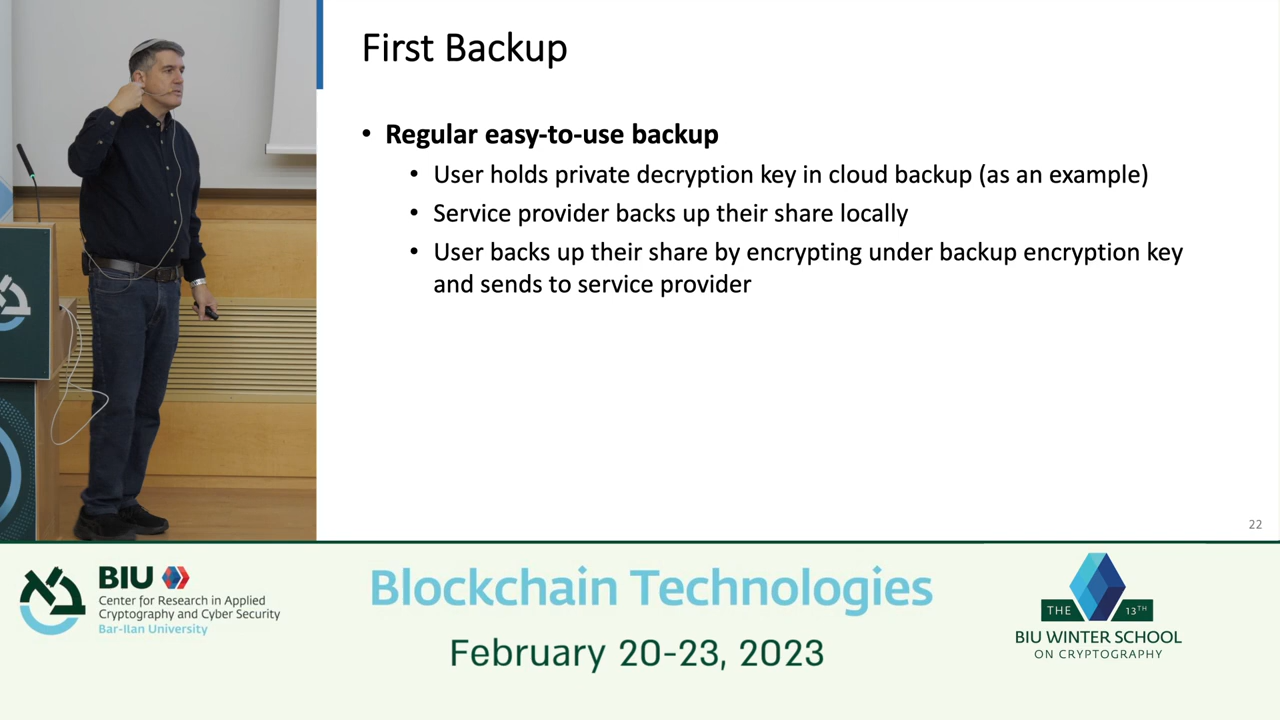 First Backup
• Regular easy-to-use backup
• User holds private decryption key in cloud backup (as an example)
• Service provider backs up their share locally
• User backs up their share by encrypting under backup encryption key
and sends to service provider
22
BIU
Center for Research in Applied
Cryptography and Cyber Security
Bar-Ilan University
Blockchain Technologies
February 20-23, 2023
THE 13TH
BIU WINTER SCHOOL
ON CRYPTOGRAPHY